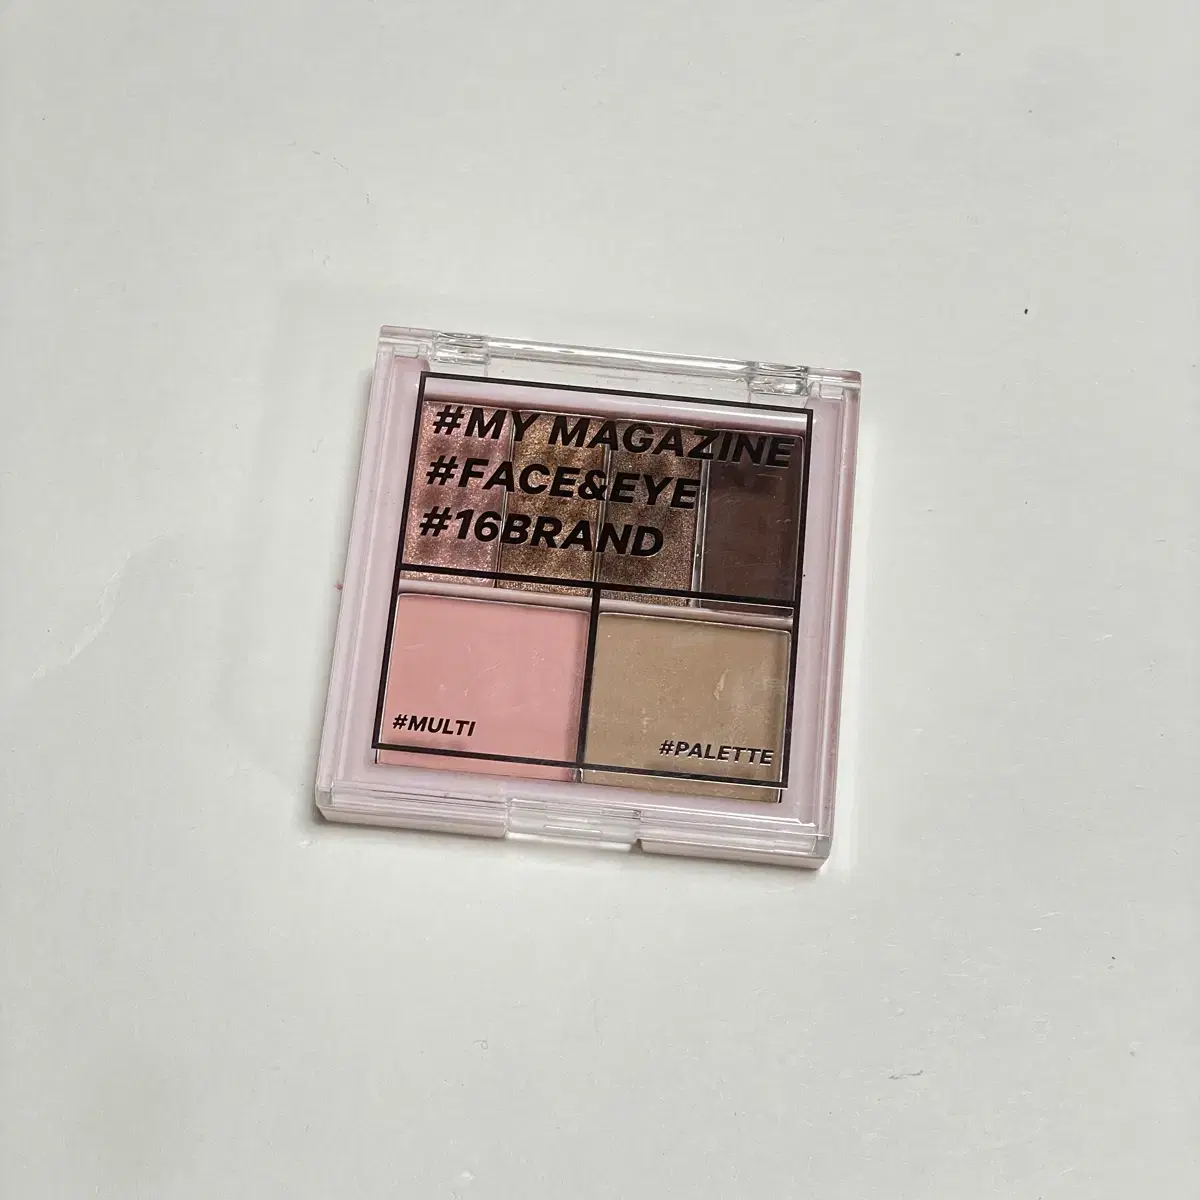 #MY MAGAZINE
#FACE&EYE
#16BRAND
#MULTI
#PALETTE